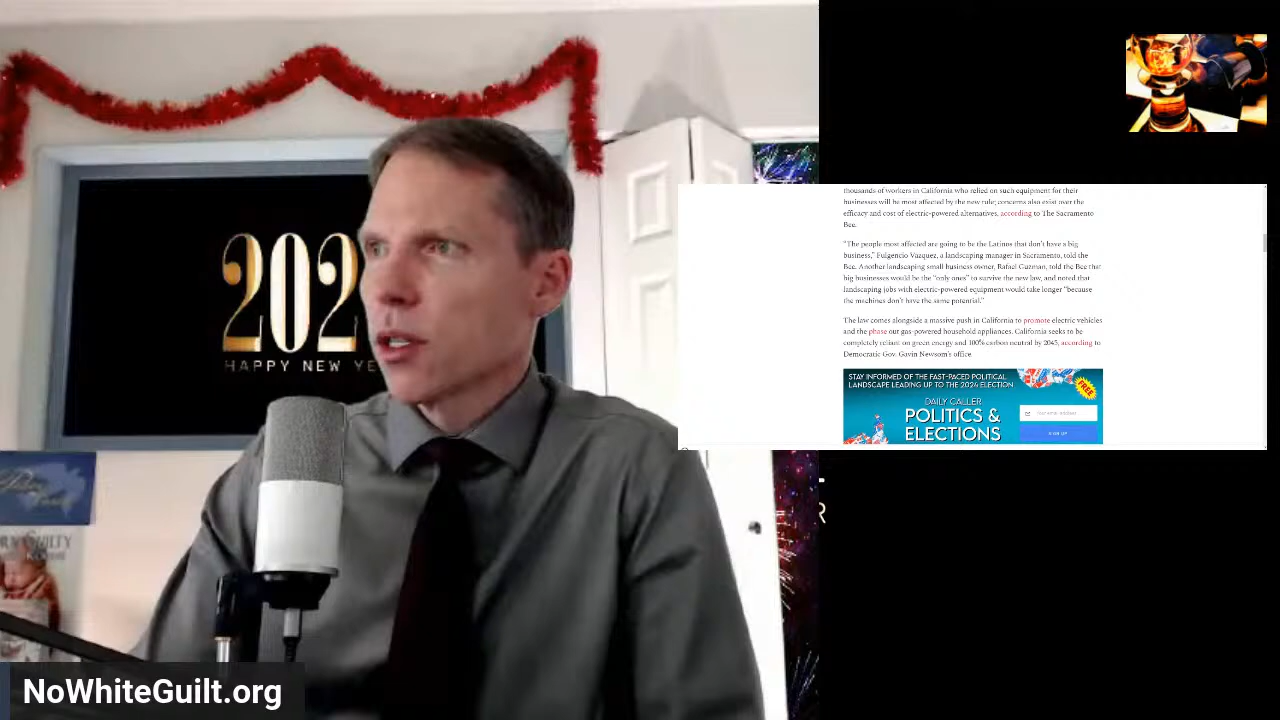 202
HAPPY NEW YE
thousands of workers in California who relied on such equipment for their
businesses will be most affected by the new rule; concerns also exist over the
efficacy and cost of electric-powered alternatives, according to The Sacramento
Bee.
“The people most affected are going to be the Latinos that don't have a big
business,” Fulgencio Vazquez, a landscaping manager in Sacramento, told the
Bee. Another landscaping small business owner, Rafael Guzman, told the Bee that
big businesses would be the “only ones” to survive the new law, and noted that
landscaping jobs with electric-powered equipment would take longer “because
the machines don't have the same potential.”
The law comes alongside a massive push in California to promote electric vehicles
and the phase out gas-powered household appliances. California seeks to be
completely reliant on green energy and 100% carbon neutral by 2045, according to
Democratic Gov. Gavin Newsom's office
STAY INFORMED OF THE FAST-PACED POLITICAL
LANDSCAPE LEADING UP TO THE 2024 ELECTION
FREE
DAILY CALLER
POLITICS &
ELECTIONS
SIGN UP
R
RN GUILTY
NoWhiteGuilt.org